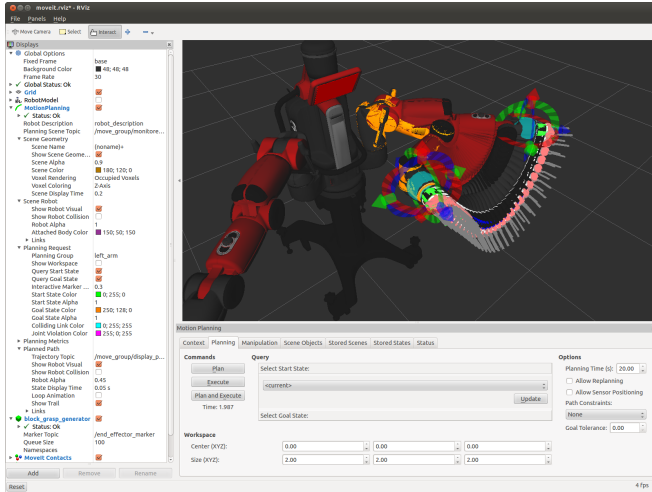 moveit.rviz* - RViz
File Panels Help
Move Camera Select Interact
Displays
Global Options
Fixed Frame base
Background Color 48; 48; 48
Frame Rate 30
Global Status: Ok
Grid
RobotModel
MotionPlanning
Status: Ok
Robot Description robot_description
Planning Scene Topic /move_group/monitore...
Scene Geometry
Scene Name (noname)+
Show Scene Geome...
Scene Alpha 0.9
Scene Color 180; 120; 0
Voxel Rendering Occupied Voxels
Voxel Coloring Z-Axis
Scene Display Time 0.2
Scene Robot
Show Robot Visual
Show Robot Collision
Robot Alpha 1
Attached Body Color 150; 50; 150
Links
Planning Request
Planning Group left_arm
Show Workspace
Query Start State
Query Goal State
Interactive Marker ... 0.3
Start State Color 0; 255; 0
Start State Alpha 1
Goal State Color 250; 128; 0
Goal State Alpha 1
Colliding Link Color 0; 255; 255
Joint Violation Color 255; 0; 255
Planning Metrics
Planned Path
Trajectory Topic /move_group/display_p...
Show Robot Visual
Show Robot Collision
Robot Alpha 0.45
State Display Time 0.05 s
Loop Animation
Show Trail
Links
block_grasp_generator
Status: Ok
Marker Topic /end_effector_marker
Queue Size 100
Namespaces
Moveit Contacts
Add Remove Rename
Motion Planning
Context Planning Manipulation Scene Objects Stored Scenes Stored States Status
Commands Query Options
Plan Select Start State: Planning Time (s): 20.00
Execute <current> Allow Replanning
Plan and Execute Update Allow Sensor Positioning
Time: 1.987 Path Constraints:
Select Goal State: None
Goal Tolerance: 0.00
Workspace
Center (XYZ): 0.00 0.00 0.00
Size (XYZ): 2.00 2.00 2.00
Reset 4 fps